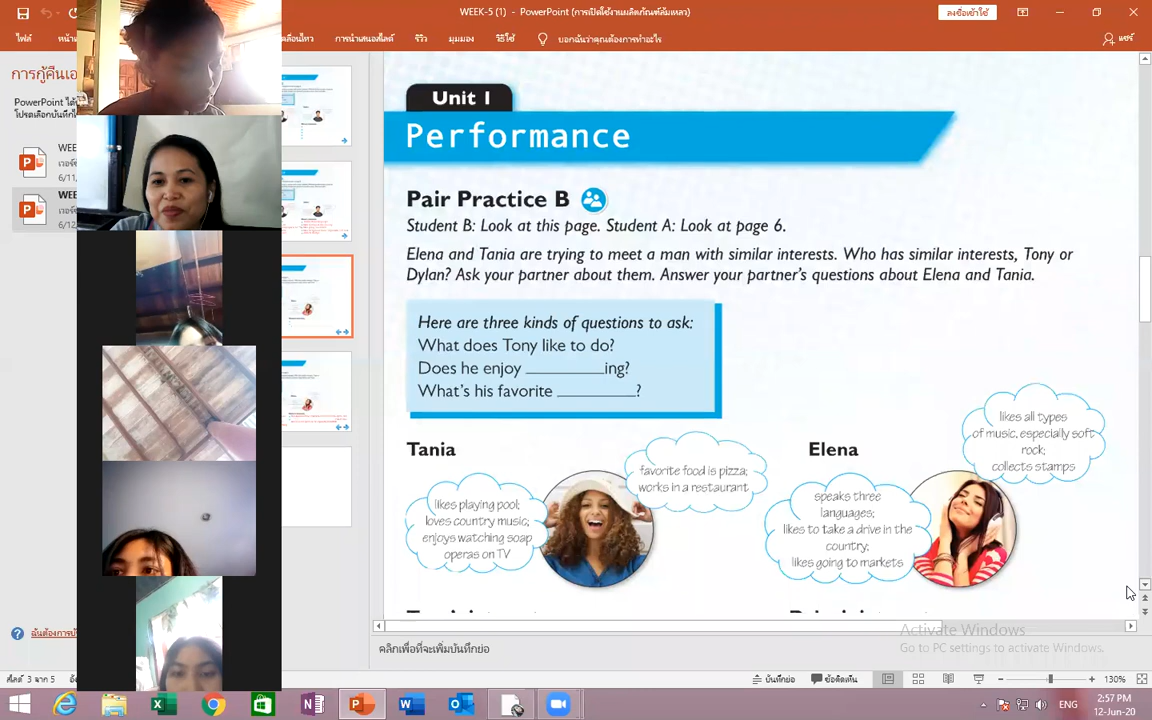 WEEK-5 (1) - PowerPoint (การเปิดใช้งานผลิตภัณฑ์ล้มเหลว)
ลงชื่อเข้าใช้
ไฟล์
การนำเสนอสไลด์
รีวิว
มุมมอง
วิธีใช้
บอกฉันว่าคุณต้องการทำอะไร
แชร์
PowerPoint ได้
6/11,
6/12,
Unit 1
Performance
Pair Practice B
Student B: Look at this page. Student A: Look at page 6.
Elena and Tania are trying to meet a man with similar interests. Who has similar interests, Tony or
Dylan? Ask your partner about them. Answer your partner's questions about Elena and Tania.
Here are three kinds of questions to ask:
What does Tony like to do?
Does he enjoy __________ing?
What's his favorite __________?
Tania
likes playing pool;
loves country music;
enjoys watching soap
operas on TV
favorite food is pizza;
works in a restaurant
Elena
speaks three
languages;
likes to take a drive in the
country;
likes going to markets
likes all types
of music, especially soft
rock;
collects stamps
Activate Windows
Go to PC settings to activate Windows.
คลิกเพื่อที่จะเพิ่มบันทึกย่อ
สไลด์ 3 จาก 5
บันทึกย่อ
ข้อคิดเห็น
130%
ENG
2:57 PM
12-Jun-20